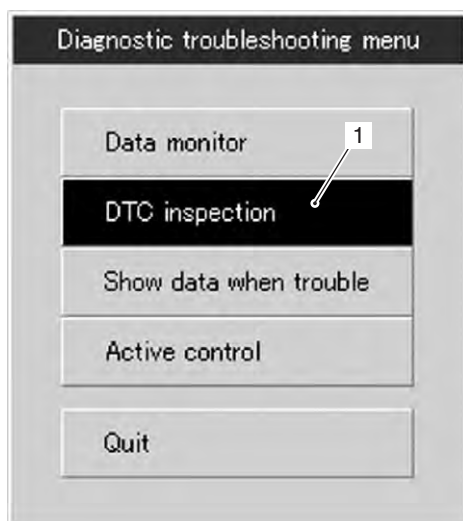 Diagnostic troubleshooting menu
Data monitor
1
DTC inspection
Show data when trouble
Active control
Quit